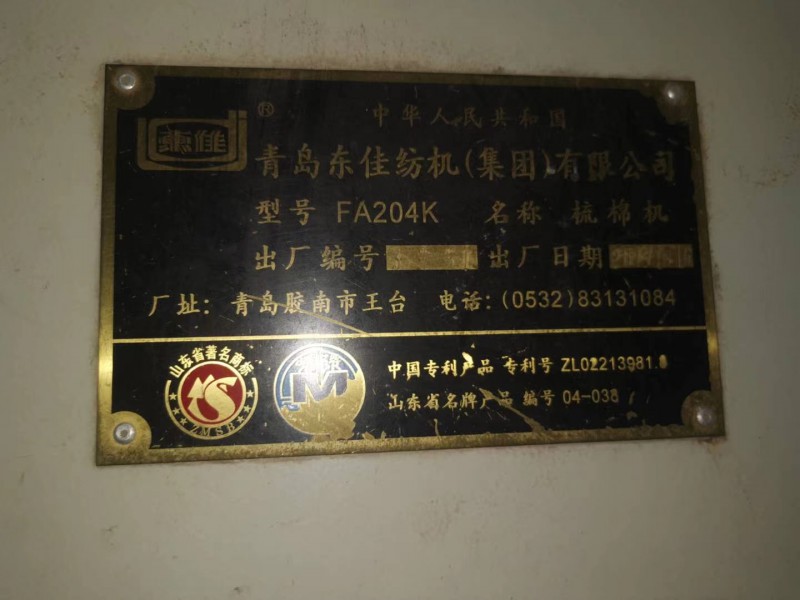 東佳 ®
中华人民共和国
青岛东佳纺机(集团)有限公司
型号 FA204K 名称 梳棉机
出厂编号 出厂日期
厂址: 青岛胶南市王台 电话: (0532)83131084
山东省著名商标
ZMSB
M
中国专利产品 专利号 ZL02213981.
山东省名牌产品 编号 04-038